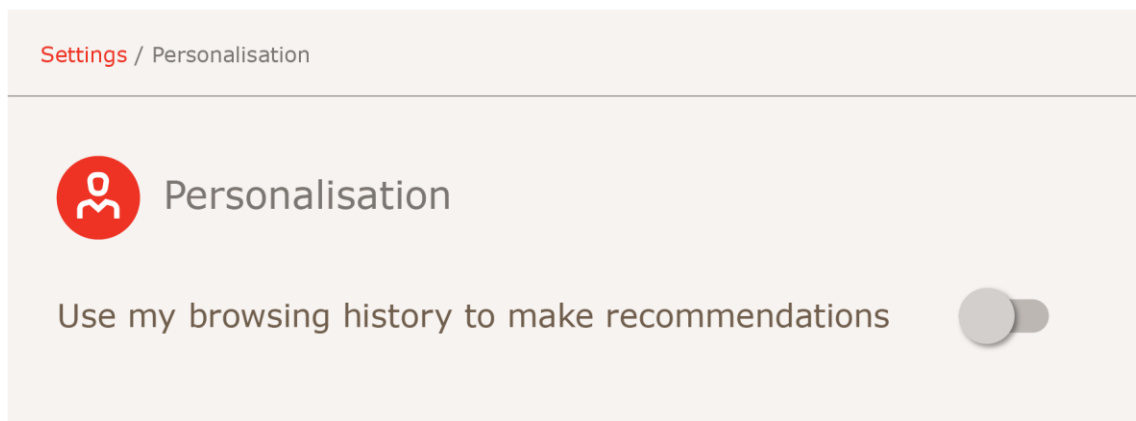 Settings / Personalisation
Personalisation
Use my browsing history to make recommendations